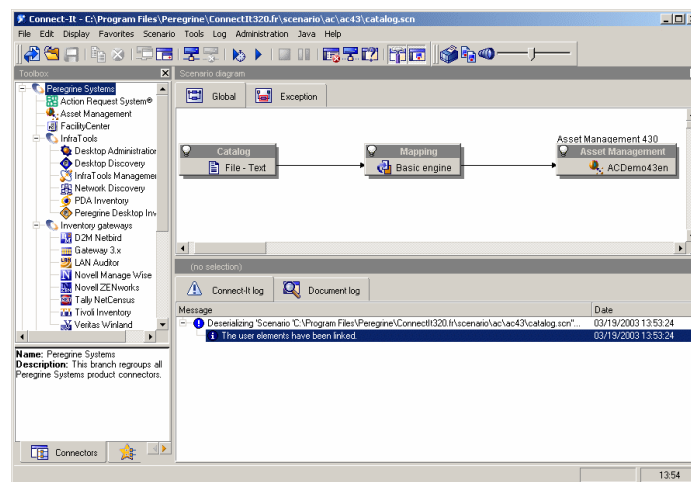 Connect-It - C:\Program Files\Peregrine\ConnectIt320.fr\scenario\ac\ac43\catalog.scn
File Edit Display Favorites Scenario Tools Log Administration Java Help
Toolbox
Peregrine Systems
Action Request System®
Asset Management
FacilityCenter
InfraTools
Desktop Administration
Desktop Discovery
InfraTools Managemen
Network Discovery
PDA Inventory
Peregrine Desktop Inv
Inventory gateways
D2M Netbird
Gateway 3.x
LAN Auditor
Novell Manage Wise
Novell ZENworks
Tally NetCensus
Tivoli Inventory
Veritas Winland
Name: Peregrine Systems
Description: This branch regroups all
Peregrine Systems product connectors.
Connectors
Scenario diagram
Global Exception
Asset Management 430
Catalog Mapping Asset Management
File - Text Basic engine ACDemo43en
(no selection)
Connect-It log Document log
Message Date
Deserializing 'Scenario 'C:\Program Files\Peregrine\ConnectIt320.fr\scenario\ac\ac43\catalog.scn''... 03/19/2003 13:53:24
The user elements have been linked. 03/19/2003 13:53:24
13:54